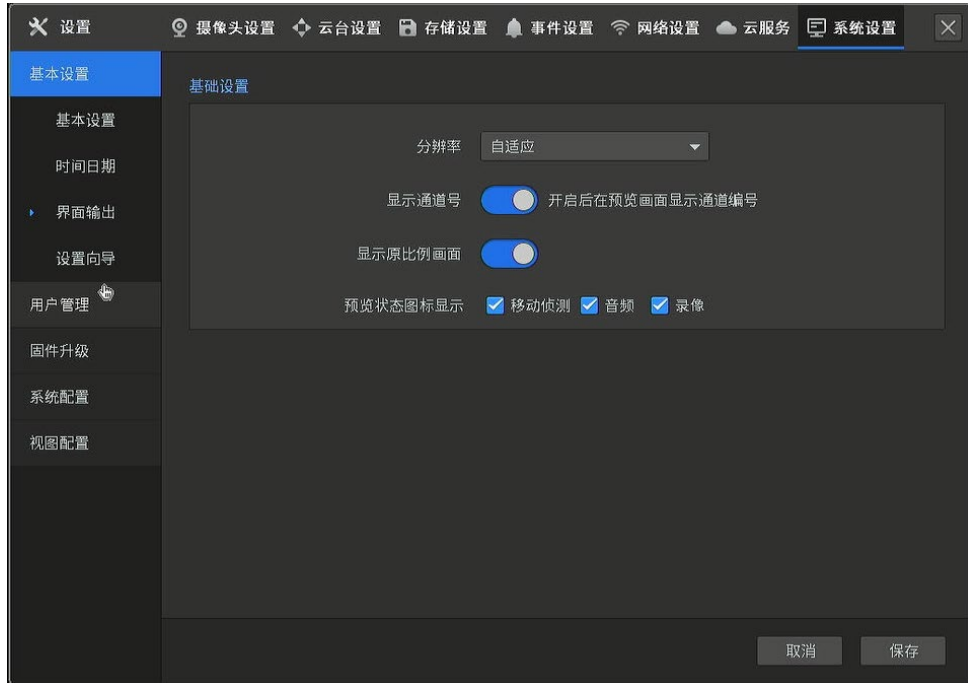 设置 摄像头设置 云台设置 存储设置 事件设置 网络设置 云服务 系统设置
基本设置
基本设置
时间日期
界面输出
设置向导
用户管理
固件升级
系统配置
视图配置
基础设置
分辨率 自适应
显示通道号 开启后在预览画面显示通道编号
显示原比例画面
预览状态图标显示 移动侦测 音频 录像
取消 保存